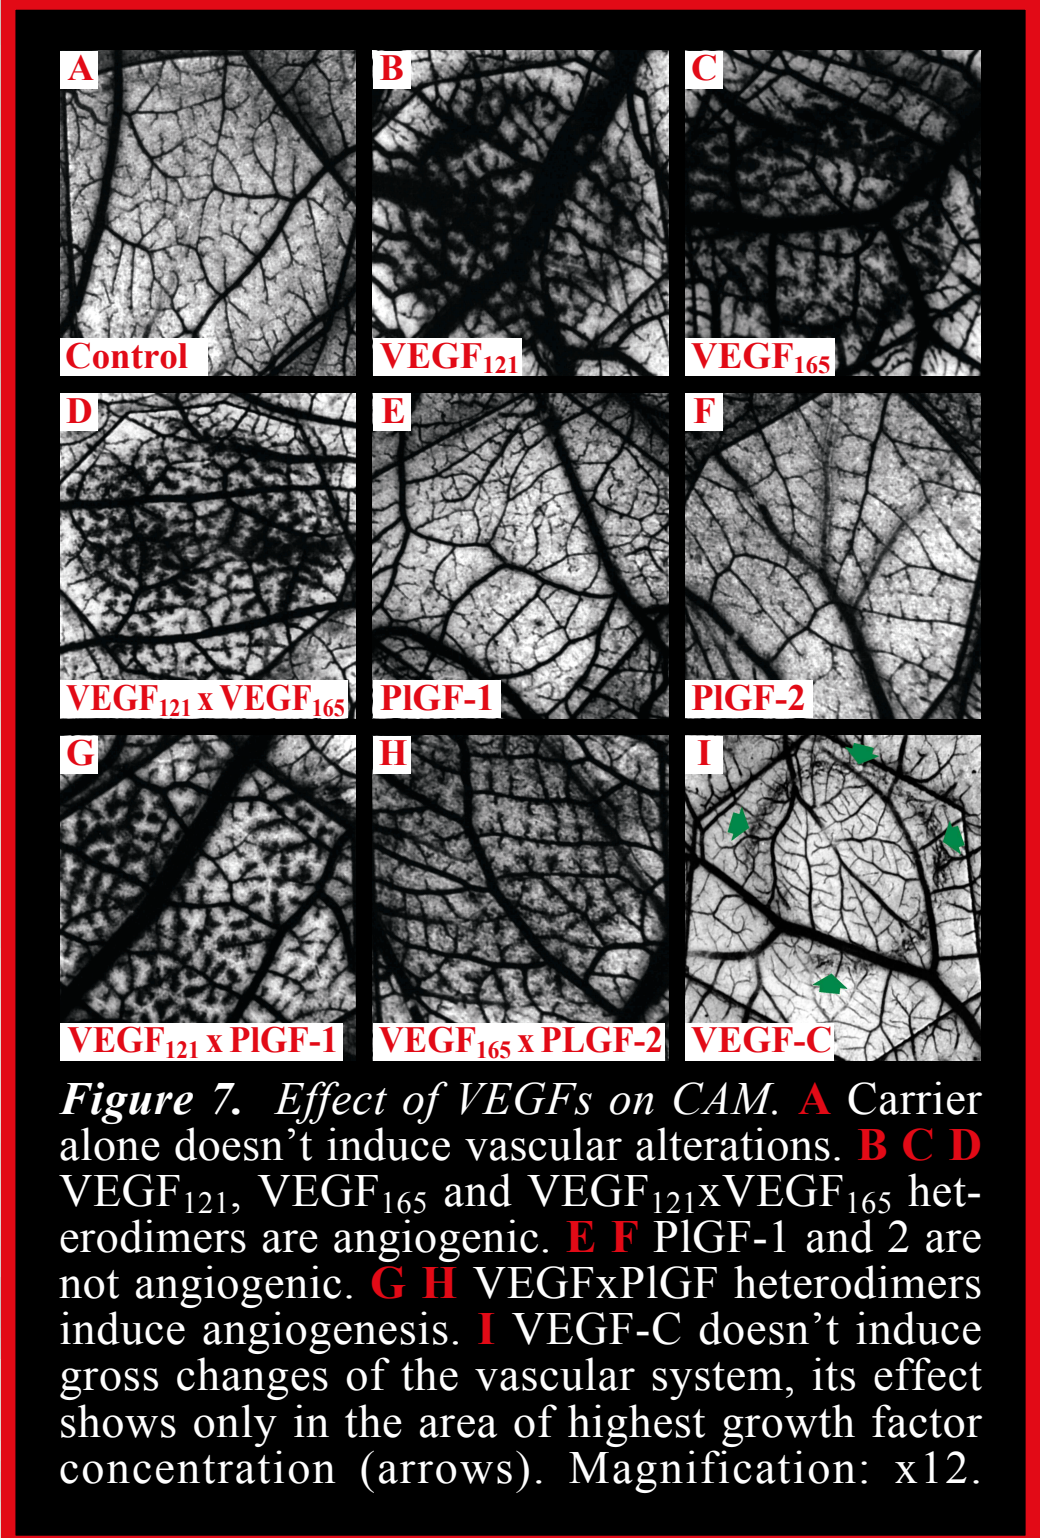 A
B
C
Control
VEGF₁₂₁
VEGF₁₆₅
D
E
F
VEGF₁₂₁ x VEGF₁₆₅
PlGF-1
PlGF-2
G
H
I
VEGF₁₂₁ x PlGF-1
VEGF₁₆₅ x PLGF-2
VEGF-C
Figure 7. Effect of VEGFs on CAM. A Carrier
alone doesn’t induce vascular alterations. B C D
VEGF₁₂₁, VEGF₁₆₅ and VEGF₁₂₁xVEGF₁₆₅ het-
erodimers are angiogenic. E F PlGF-1 and 2 are
not angiogenic. G H VEGFxPlGF heterodimers
induce angiogenesis. I VEGF-C doesn’t induce
gross changes of the vascular system, its effect
shows only in the area of highest growth factor
concentration (arrows). Magnification: x12.